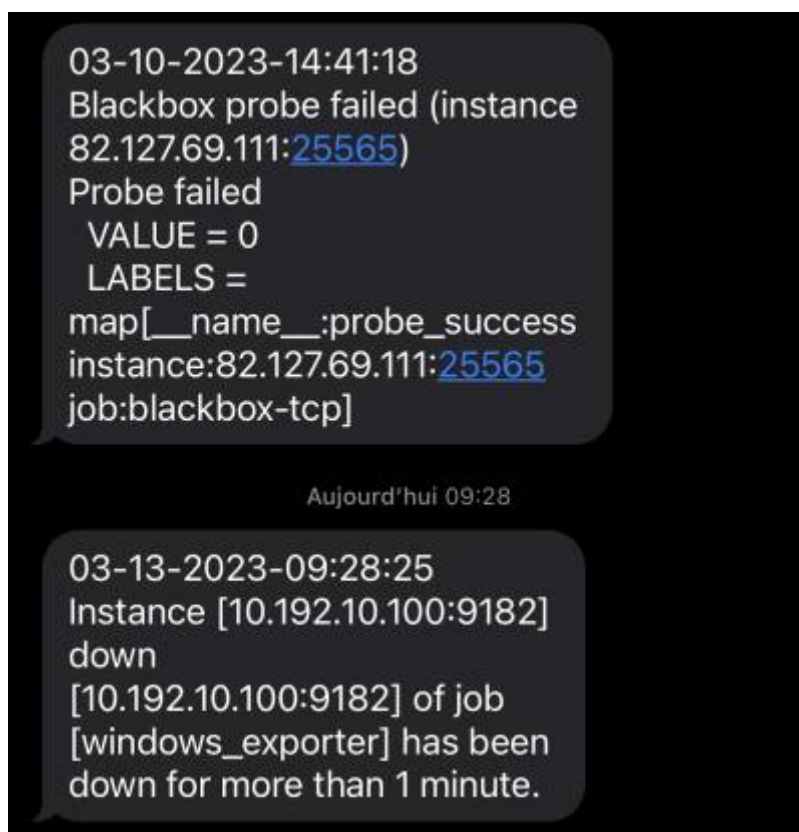 03-10-2023-14:41:18
Blackbox probe failed (instance
82.127.69.111:25565)
Probe failed
VALUE = 0
LABELS =
map[__name__:probe_success
instance:82.127.69.111:25565
job:blackbox-tcp]
Aujourd'hui 09:28
03-13-2023-09:28:25
Instance [10.192.10.100:9182]
down
[10.192.10.100:9182] of job
[windows_exporter] has been
down for more than 1 minute.